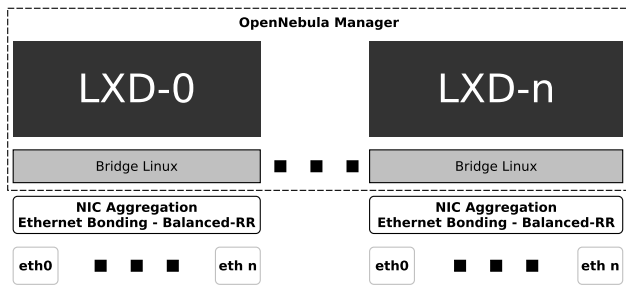 OpenNebula Manager
LXD-0
LXD-n
Bridge Linux
Bridge Linux
NIC Aggregation
Ethernet Bonding - Balanced-RR
NIC Aggregation
Ethernet Bonding - Balanced-RR
eth0
eth n
eth0
eth n